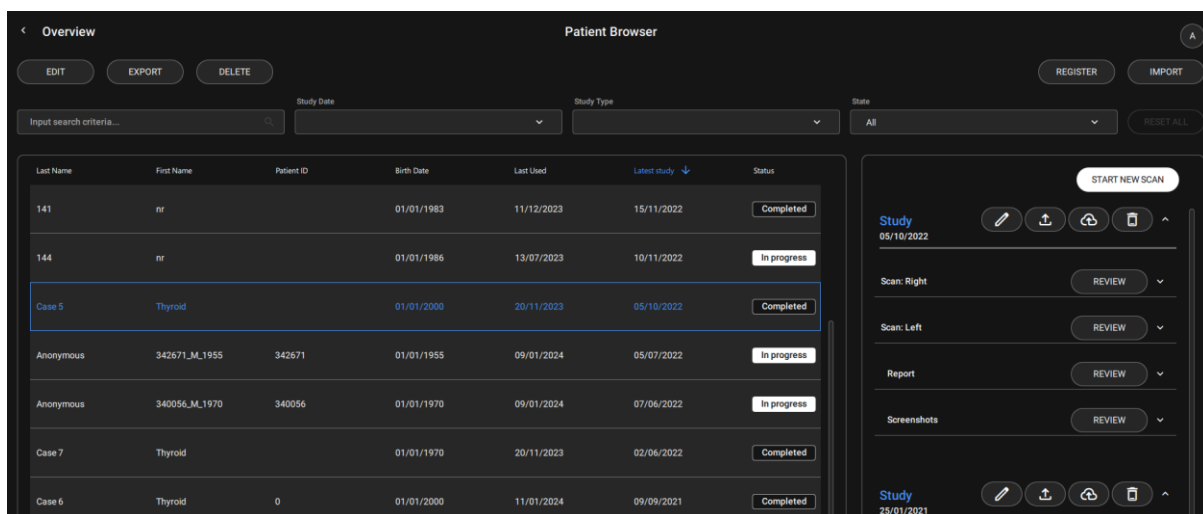 Overview
Patient Browser
A
EDIT
EXPORT
DELETE
REGISTER
IMPORT
Study Date
Study Type
State
Input search criteria...
All
RESET ALL
Last Name First Name Patient ID Birth Date Last Used Latest study Status
141 nr 01/01/1983 11/12/2023 15/11/2022 Completed
144 nr 01/01/1986 13/07/2023 10/11/2022 In progress
Case 5 Thyroid 01/01/2000 20/11/2023 05/10/2022 Completed
Anonymous 342671_M_1955 342671 01/01/1955 09/01/2024 05/07/2022 In progress
Anonymous 340056_M_1970 340056 01/01/1970 09/01/2024 07/06/2022 In progress
Case 7 Thyroid 01/01/1970 20/11/2023 02/06/2022 Completed
Case 6 Thyroid 0 01/01/2000 11/01/2024 09/09/2021 Completed
START NEW SCAN
Study
05/10/2022
Scan: Right REVIEW
Scan: Left REVIEW
Report REVIEW
Screenshots REVIEW
Study
25/01/2021